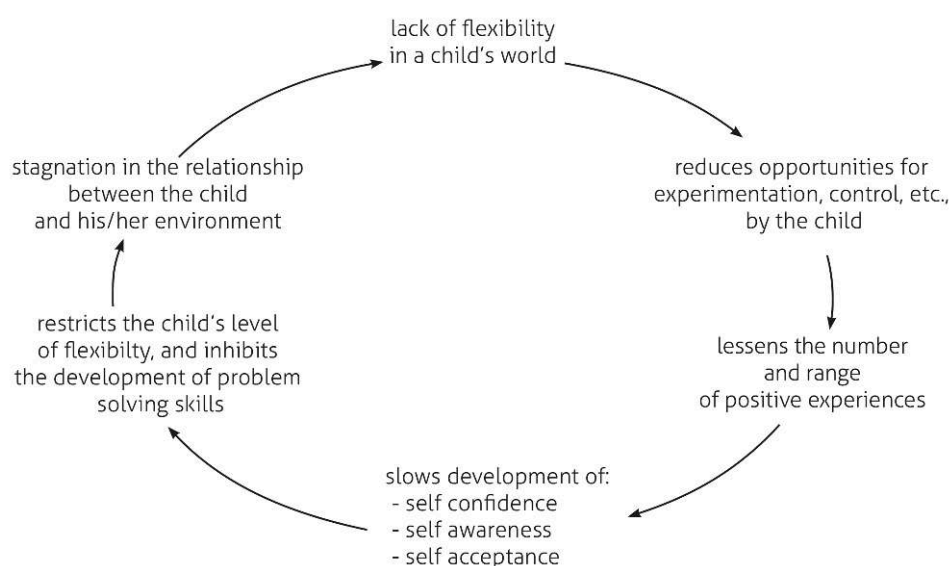 lack of flexibility
in a child's world
reduces opportunities for
experimentation, control, etc.,
by the child
lessens the number
and range
of positive experiences
slows development of:
- self confidence
- self awareness
- self acceptance
restricts the child's level
of flexibilty, and inhibits
the development of problem
solving skills
stagnation in the relationship
between the child
and his/her environment